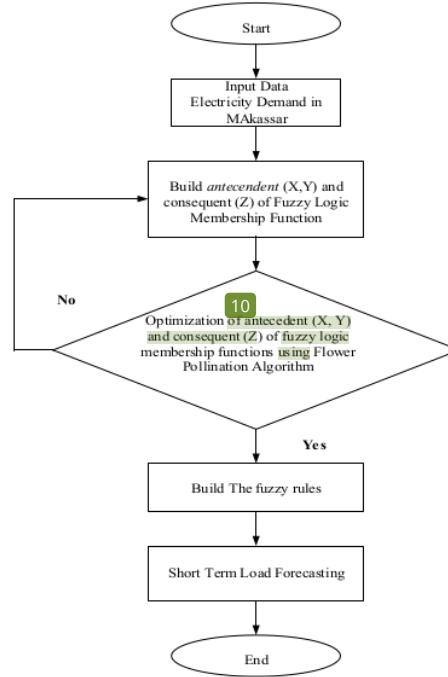 Start
Input Data
Electricity Demand in
MAkassar
Build antecendent (X,Y) and
consequent (Z) of Fuzzy Logic
Membership Function
No
10
Optimization of antecedent (X, Y)
and consequent (Z) of fuzzy logic
membership functions using Flower
Pollination Algorithm
Yes
Build The fuzzy rules
Short Term Load Forecasting
End